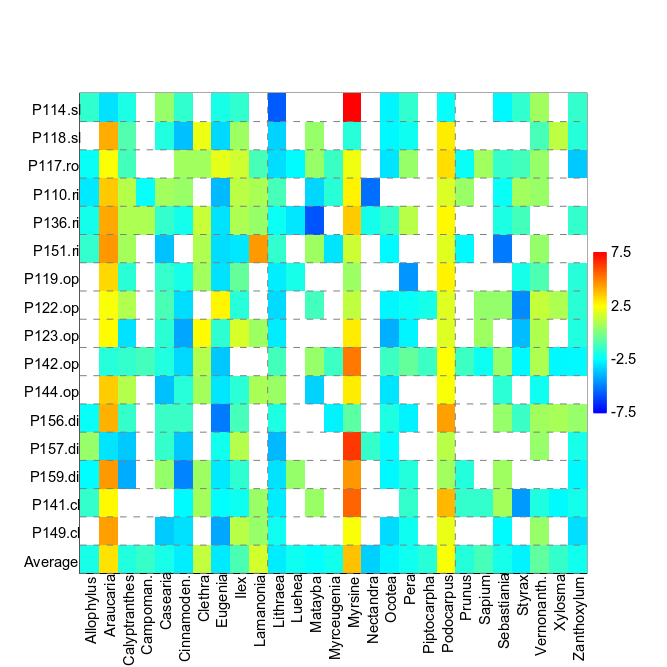 P114.sl
P118.sl
P117.ro
P110.ri
P136.ri
P151.ri
P119.op
P122.op
P123.op
P142.op
P144.op
P156.di
P157.di
P159.di
P141.cl
P149.cl
Average
7.5
2.5
-2.5
-7.5
Allophylus
Araucaria
Calyptranthes
Campoman.
Casearia
Cinnamoden.
Clethra
Eugenia
Ilex
Lamanonia
Lithraea
Luehea
Matayba
Myrceugenia
Myrsine
Nectandra
Ocotea
Pera
Piptocarpha
Podocarpus
Prunus
Sapium
Sebastiania
Styrax
Vernonanth.
Xylosma
Zanthoxylum